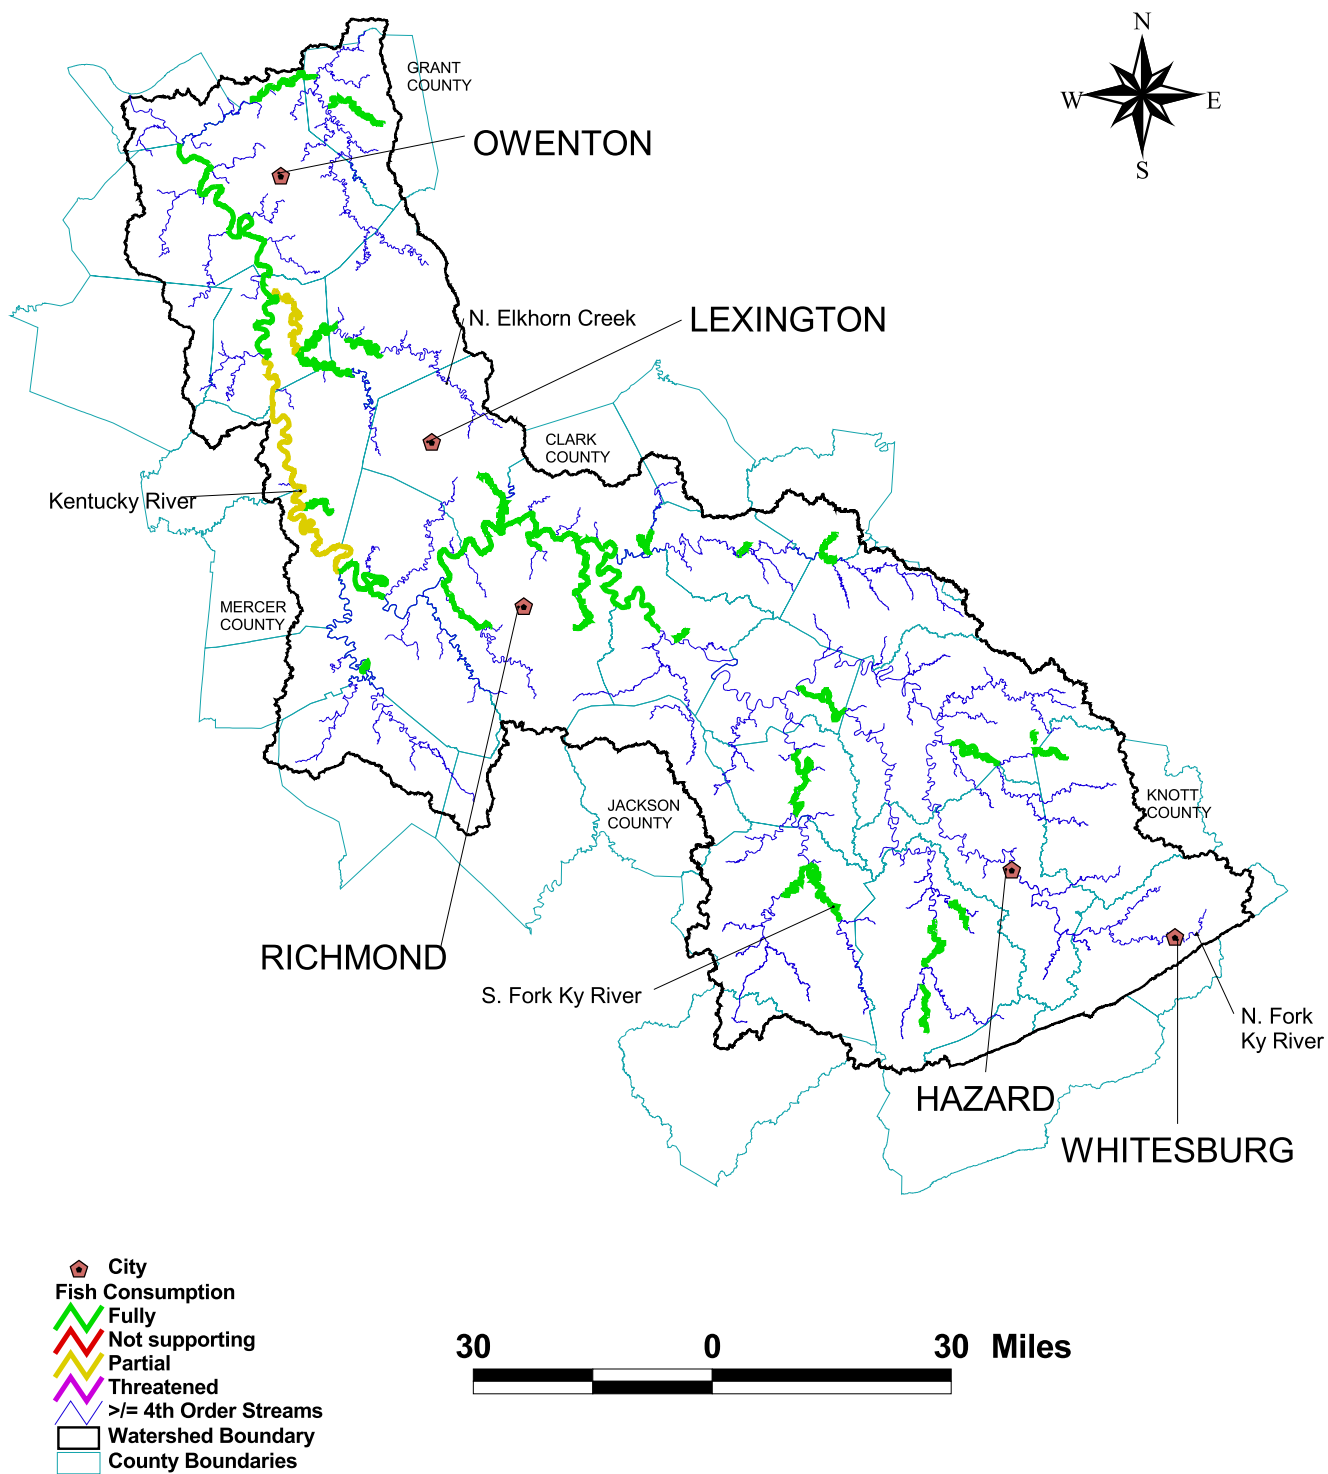 N
W
E
S
GRANT
COUNTY
OWENTON
N. Elkhorn Creek
LEXINGTON
CLARK
COUNTY
Kentucky River
MERCER
COUNTY
JACKSON
COUNTY
KNOTT
COUNTY
RICHMOND
S. Fork Ky River
N. Fork
Ky River
HAZARD
WHITESBURG
City
Fish Consumption
Fully
Not supporting
Partial
Threatened
>/= 4th Order Streams
Watershed Boundary
County Boundaries
30 0 30 Miles